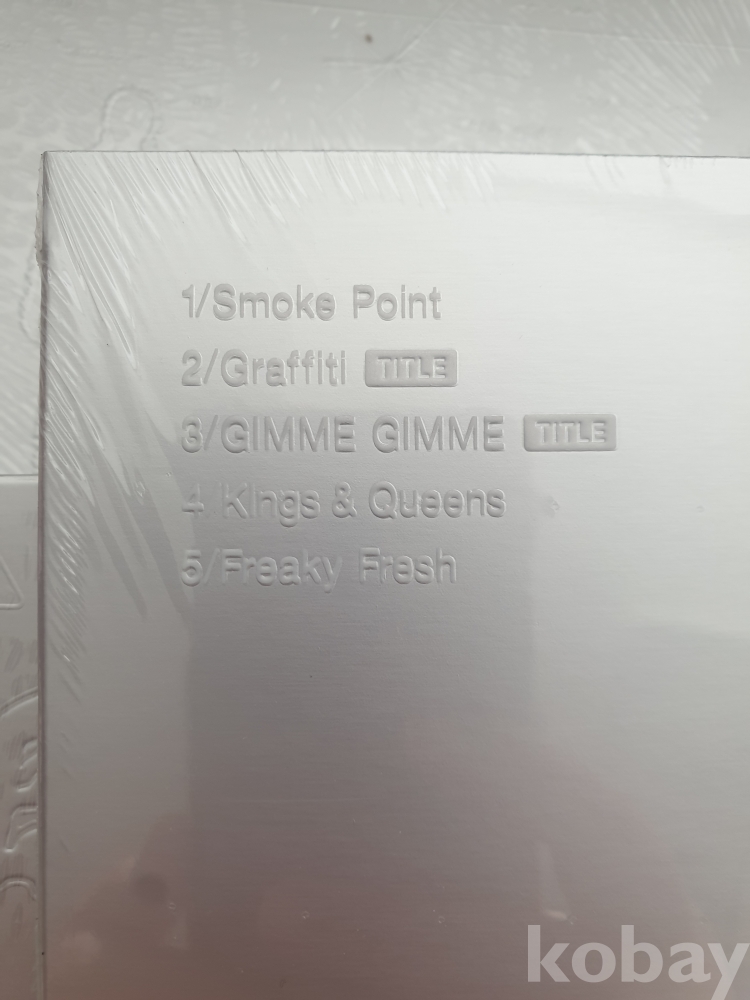 1/Smoke Point
2/Graffiti TITLE
3/GIMME GIMME TITLE
4 Kings & Queens
5/Freaky Fresh
kobay